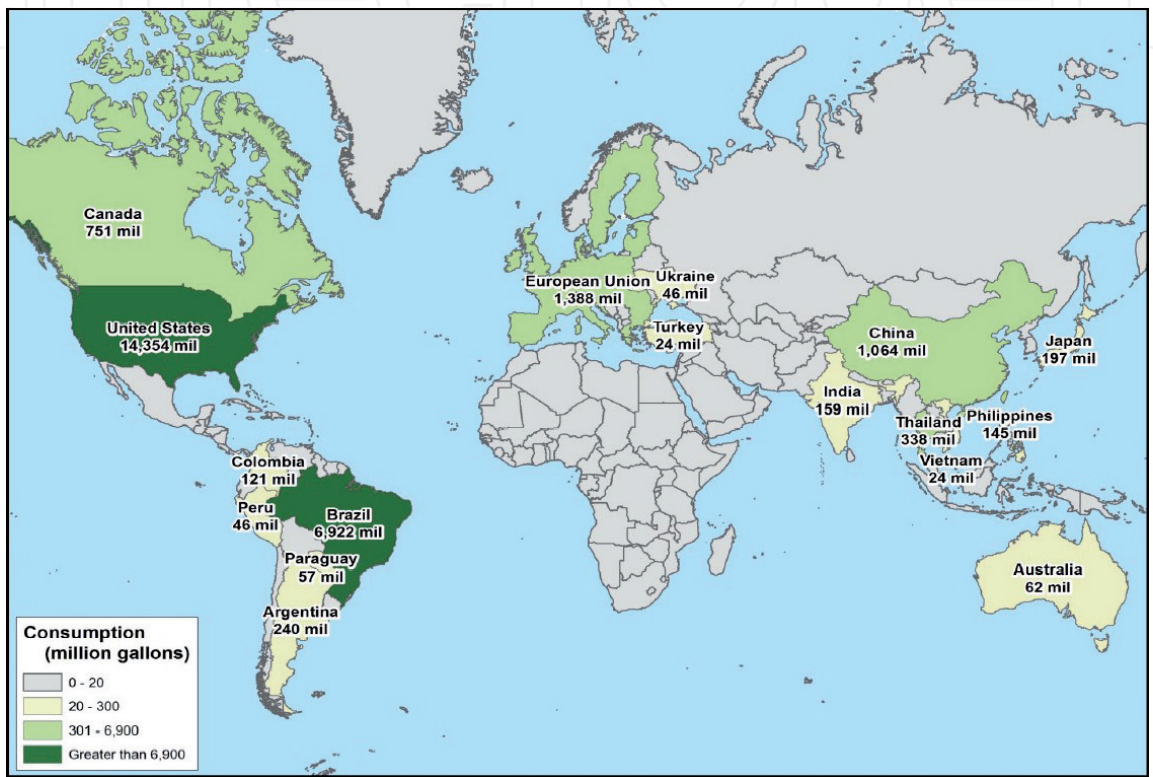 Canada
751 mil
United States
14,354 mil
European Union
1,388 mil
Ukraine
46 mil
Turkey
24 mil
China
1,064 mil
Japan
197 mil
India
159 mil
Thailand
338 mil
Philippines
145 mil
Vietnam
24 mil
Colombia
121 mil
Peru
46 mil
Brazil
6,922 mil
Paraguay
57 mil
Argentina
240 mil
Australia
62 mil
Consumption
(million gallons)
0 - 20
20 - 300
301 - 6,900
Greater than 6,900